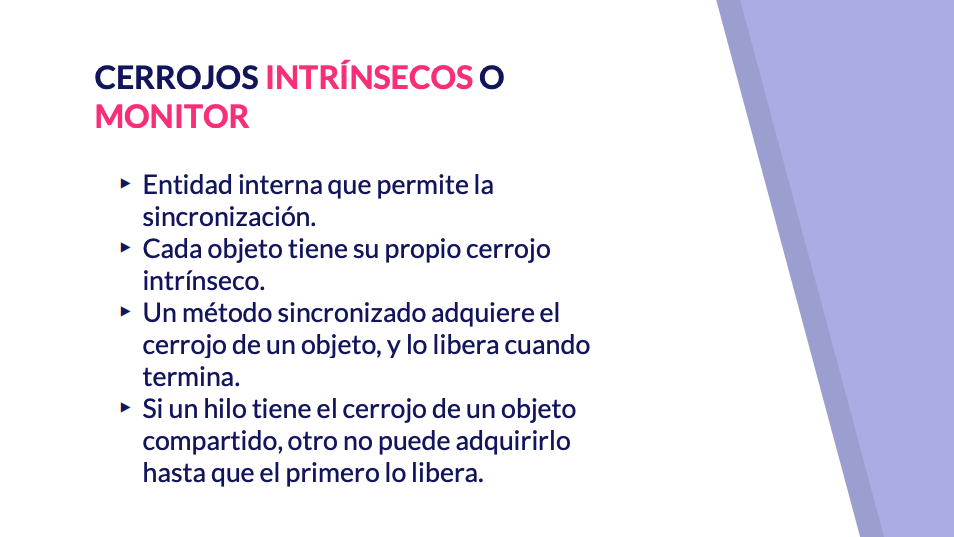 CERROJOS INTRÍNSECOS O
MONITOR
▸ Entidad interna que permite la
sincronización.
▸ Cada objeto tiene su propio cerrojo
intrínseco.
▸ Un método sincronizado adquiere el
cerrojo de un objeto, y lo libera cuando
termina.
▸ Si un hilo tiene el cerrojo de un objeto
compartido, otro no puede adquirirlo
hasta que el primero lo libera.